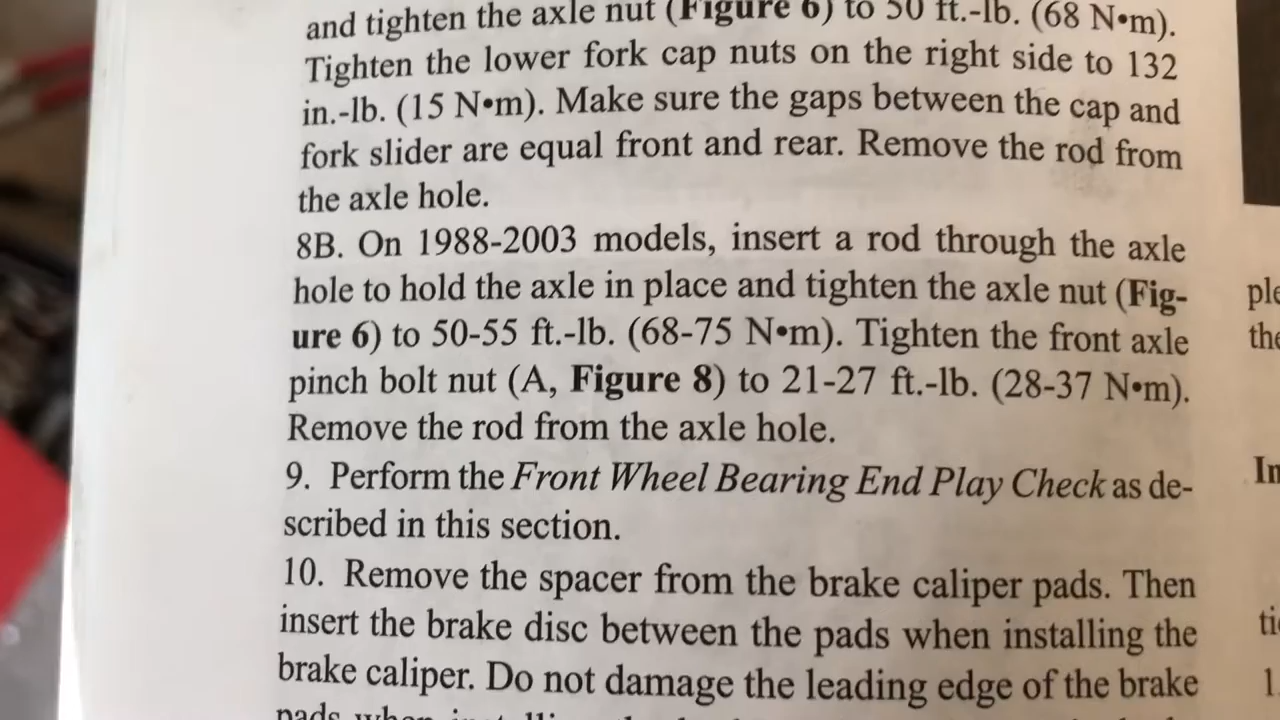 and tighten the axle nut (Figure 6) to 50 ft.-lb. (68 N•m).
Tighten the lower fork cap nuts on the right side to 132
in.-lb. (15 N•m). Make sure the gaps between the cap and
fork slider are equal front and rear. Remove the rod from
the axle hole.
8B. On 1988-2003 models, insert a rod through the axle
hole to hold the axle in place and tighten the axle nut (Fig-
ure 6) to 50-55 ft.-lb. (68-75 N•m). Tighten the front axle
pinch bolt nut (A, Figure 8) to 21-27 ft.-lb. (28-37 N•m).
Remove the rod from the axle hole.
9. Perform the Front Wheel Bearing End Play Check as de-
scribed in this section.
10. Remove the spacer from the brake caliper pads. Then
insert the brake disc between the pads when installing the
brake caliper. Do not damage the leading edge of the brake
pads when